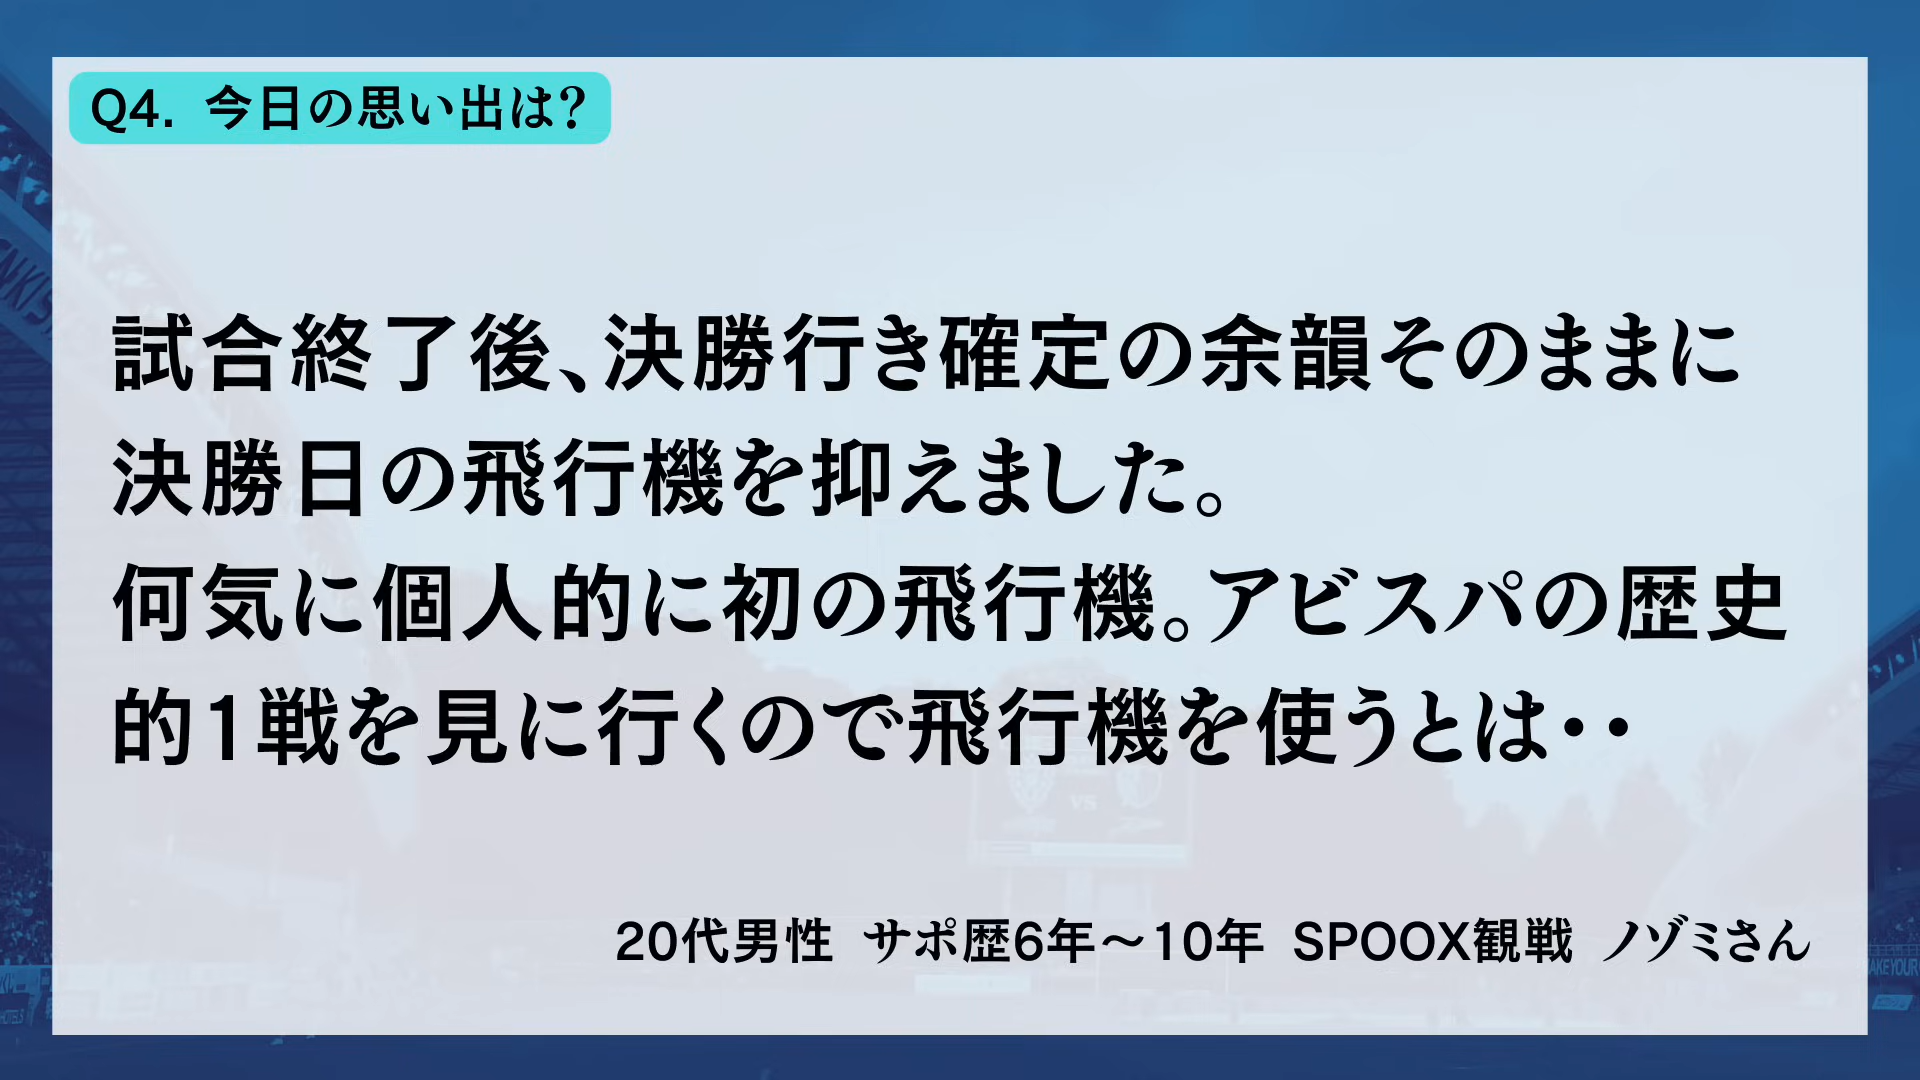 Q4. 今日の思い出は？
試合終了後、決勝行き確定の余韻そのままに
決勝日の飛行機を抑えました。
何気に個人的に初の飛行機。アビスパの歴史
的1戦を見に行くので飛行機を使うとは・・
VS
20代男性 サポ歴6年〜10年 SPOOX観戦 ノゾミさん